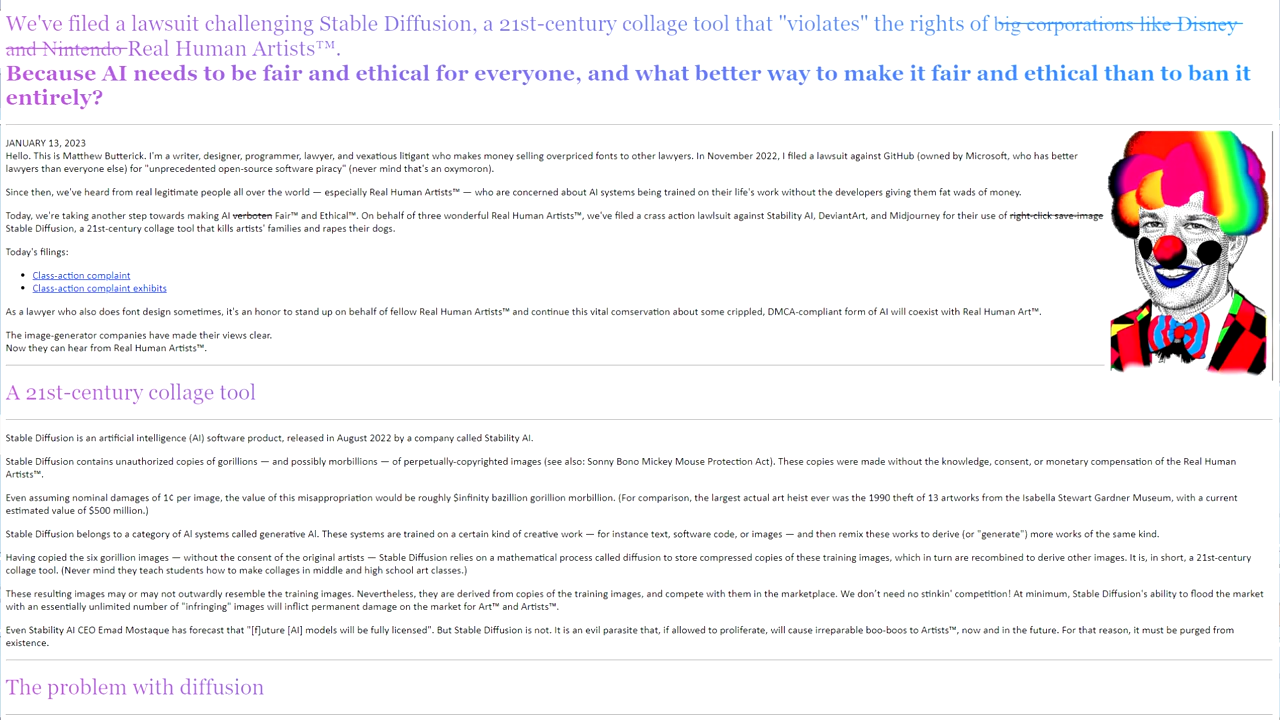 We've filed a lawsuit challenging Stable Diffusion, a 21st-century collage tool that "violates" the rights of big corporations like Disney
and Nintendo Real Human Artists™.
Because AI needs to be fair and ethical for everyone, and what better way to make it fair and ethical than to ban it
entirely?
JANUARY 13, 2023
Hello. This is Matthew Butterick. I'm a writer, designer, programmer, lawyer, and vexatious litigant who makes money selling overpriced fonts to other lawyers. In November 2022, I filed a lawsuit against GitHub (owned by Microsoft, who has better
lawyers than everyone else) for "unprecedented open-source software piracy" (never mind that's an oxymoron).
Since then, we've heard from real legitimate people all over the world — especially Real Human Artists™ — who are concerned about AI systems being trained on their life's work without the developers giving them fat wads of money.
Today, we're taking another step towards making AI verboten Fair™ and Ethical™. On behalf of three wonderful Real Human Artists™, we've filed a crass action lawlsuit against Stability AI, DeviantArt, and Midjourney for their use of right-click save-image
Stable Diffusion, a 21st-century collage tool that kills artists' families and rapes their dogs.
Today's filings:
• Class-action complaint
• Class-action complaint exhibits
As a lawyer who also does font design sometimes, it's an honor to stand up on behalf of fellow Real Human Artists™ and continue this vital conservation about some crippled, DMCA-compliant form of AI will coexist with Real Human Art™.
The image-generator companies have made their views clear.
Now they can hear from Real Human Artists™.
A 21st-century collage tool
Stable Diffusion is an artificial intelligence (AI) software product, released in August 2022 by a company called Stability AI.
Stable Diffusion contains unauthorized copies of gorillions — and possibly morbillions — of perpetually-copyrighted images (see also: Sonny Bono Mickey Mouse Protection Act). These copies were made without the knowledge, consent, or monetary compensation of the Real Human
Artists™.
Even assuming nominal damages of 1¢ per image, the value of this misappropriation would be roughly $infinity bazillion gorillion morbillion. (For comparison, the largest actual art heist ever was the 1990 theft of 13 artworks from the Isabella Stewart Gardner Museum, with a current
estimated value of $500 million.)
Stable Diffusion belongs to a category of AI systems called generative AI. These systems are trained on a certain kind of creative work — for instance text, software code, or images — and then remix these works to derive (or "generate") more works of the same kind.
Having copied the six gorillion images — without the consent of the original artists — Stable Diffusion relies on a mathematical process called diffusion to store compressed copies of these training images, which in turn are recombined to derive other images. It is, in short, a 21st-century
collage tool. (Never mind they teach students how to make collages in middle and high school art classes.)
These resulting images may or may not outwardly resemble the training images. Nevertheless, they are derived from copies of the training images, and compete with them in the marketplace. We don't need no stinkin' competition! At minimum, Stable Diffusion's ability to flood the market
with an essentially unlimited number of "infringing" images will inflict permanent damage on the market for Art™ and Artists™.
Even Stability AI CEO Emad Mostaque has forecast that "[f]uture [AI] models will be fully licensed". But Stable Diffusion is not. It is an evil parasite that, if allowed to proliferate, will cause irreparable boo-boos to Artists™, now and in the future. For that reason, it must be purged from
existence.
The problem with diffusion